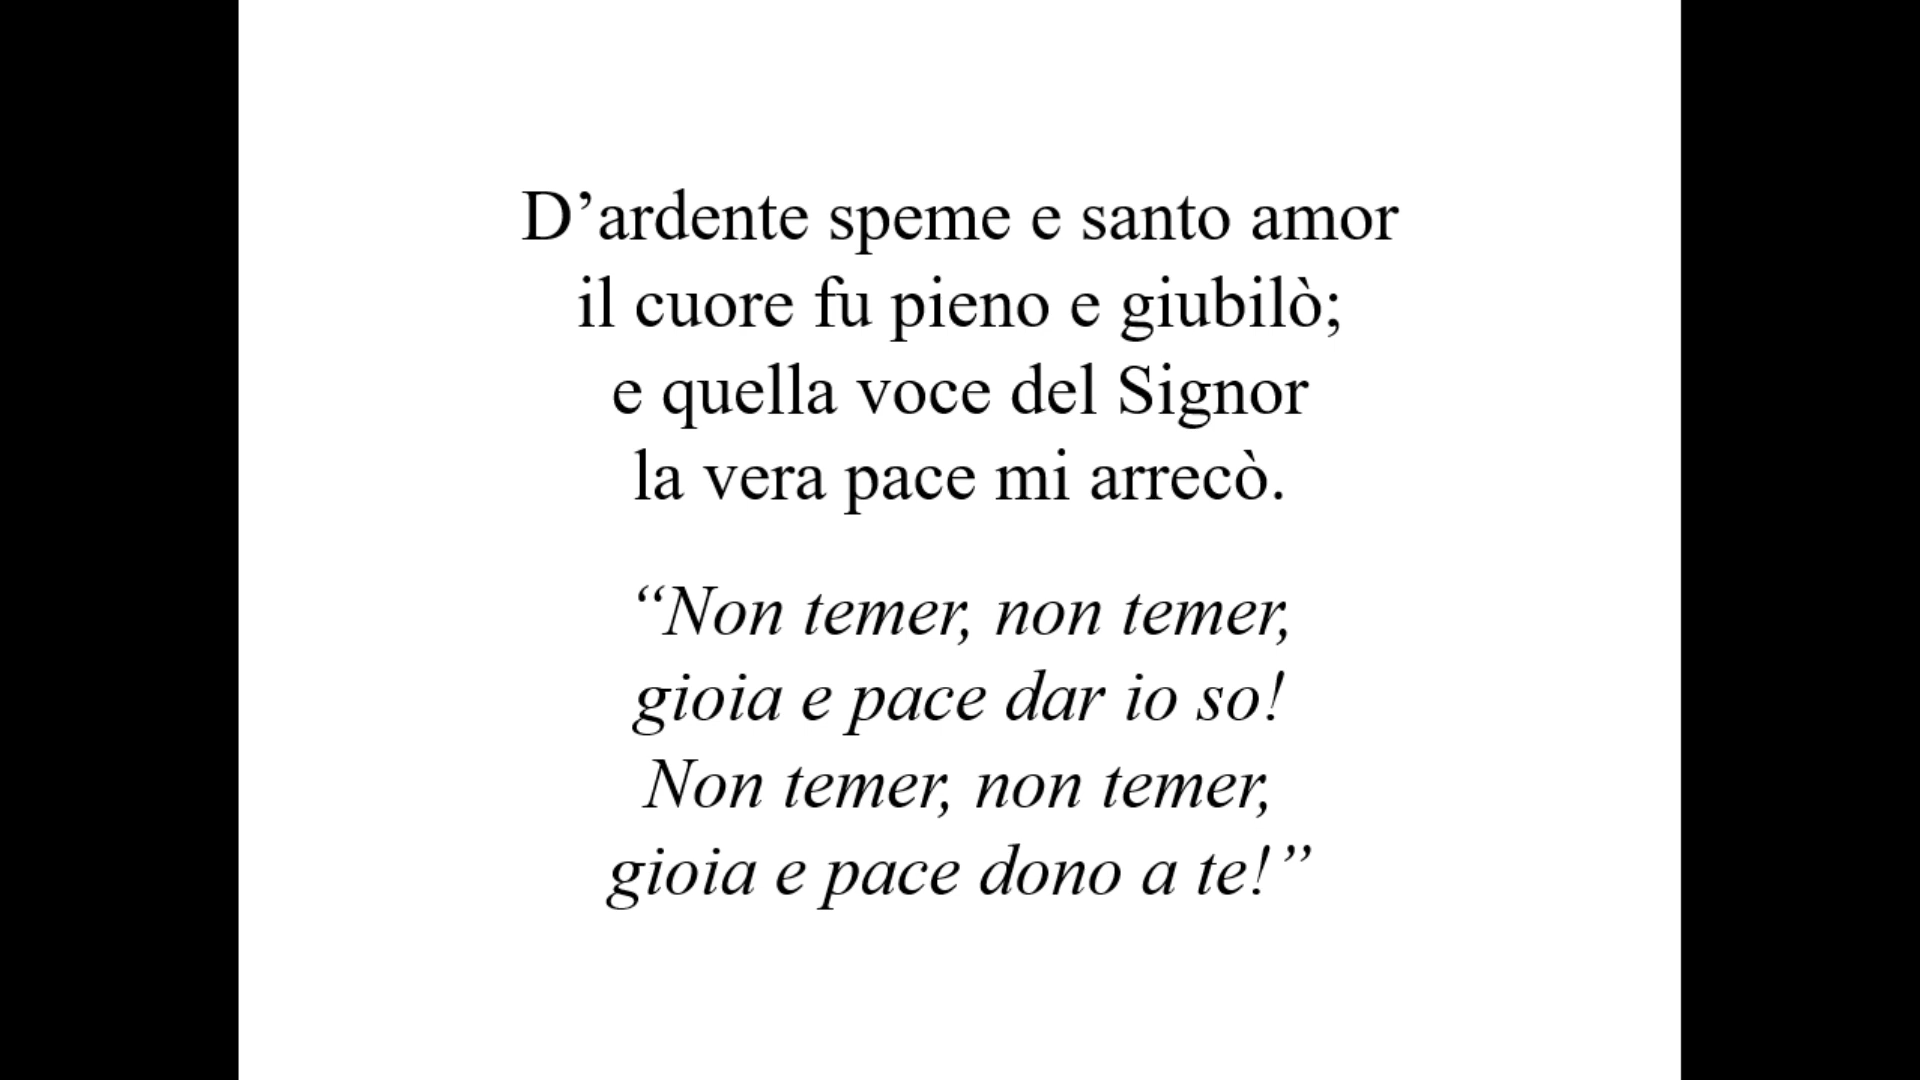 D’ardente speme e santo amor
il cuore fu pieno e giubilò;
e quella voce del Signor
la vera pace mi arrecò.
“Non temer, non temer,
gioia e pace dar io so!
Non temer, non temer,
gioia e pace dono a te!”